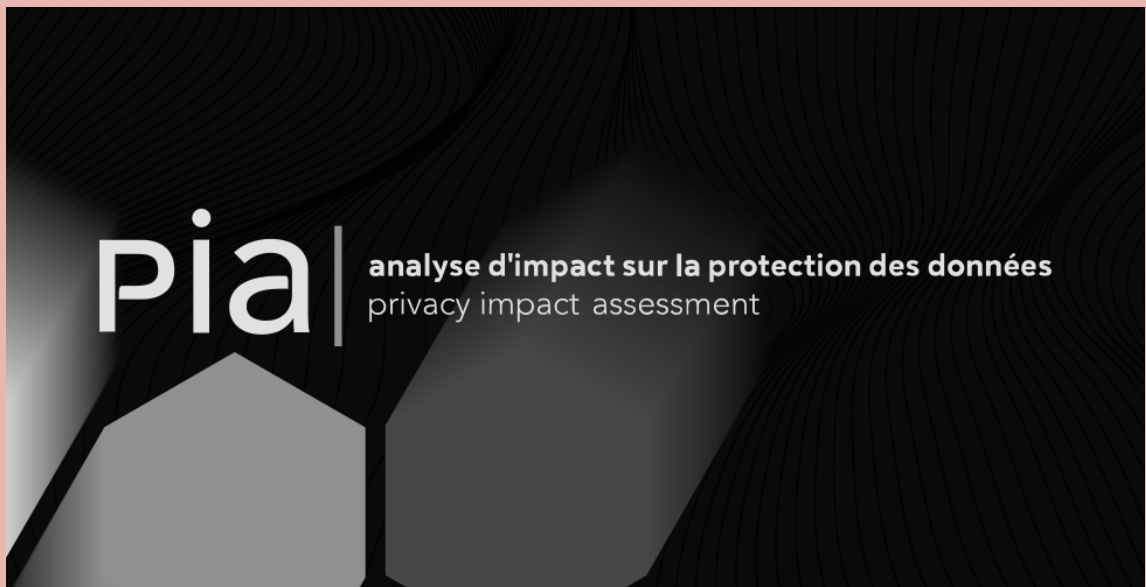 Pia
analyse d'impact sur la protection des données
privacy impact assessment